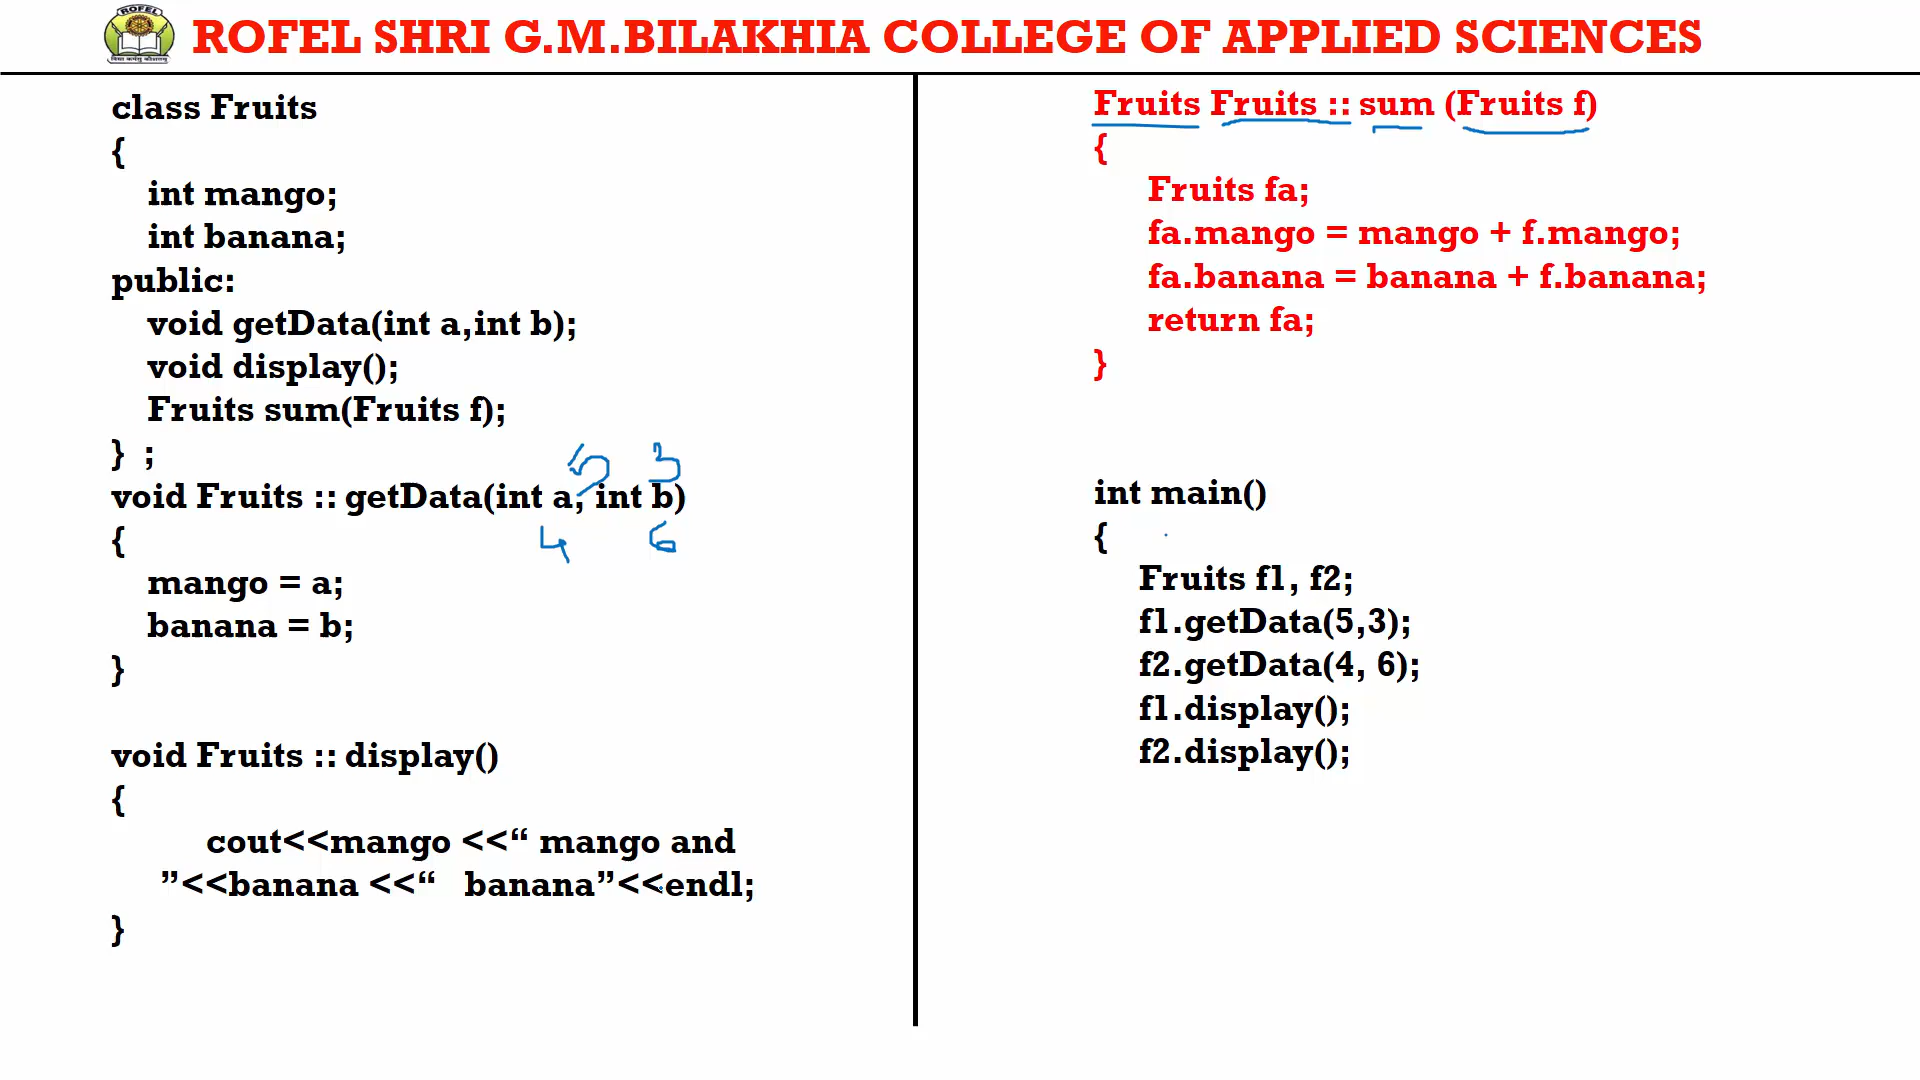 ROFEL
ROFEL SHRI G.M.BILAKHIA COLLEGE OF APPLIED SCIENCES
class Fruits
{
int mango;
int banana;
public:
void getData(int a,int b);
void display();
Fruits sum(Fruits f);
} ;
5 3
void Fruits :: getData(int a, int b)
{
4 6
mango = a;
banana = b;
}
void Fruits :: display()
{
cout<<mango <<“ mango and
”<<banana <<“ banana”<<endl;
}
Fruits Fruits :: sum (Fruits f)
{
Fruits fa;
fa.mango = mango + f.mango;
fa.banana = banana + f.banana;
return fa;
}
int main()
{
Fruits f1, f2;
f1.getData(5,3);
f2.getData(4, 6);
f1.display();
f2.display();